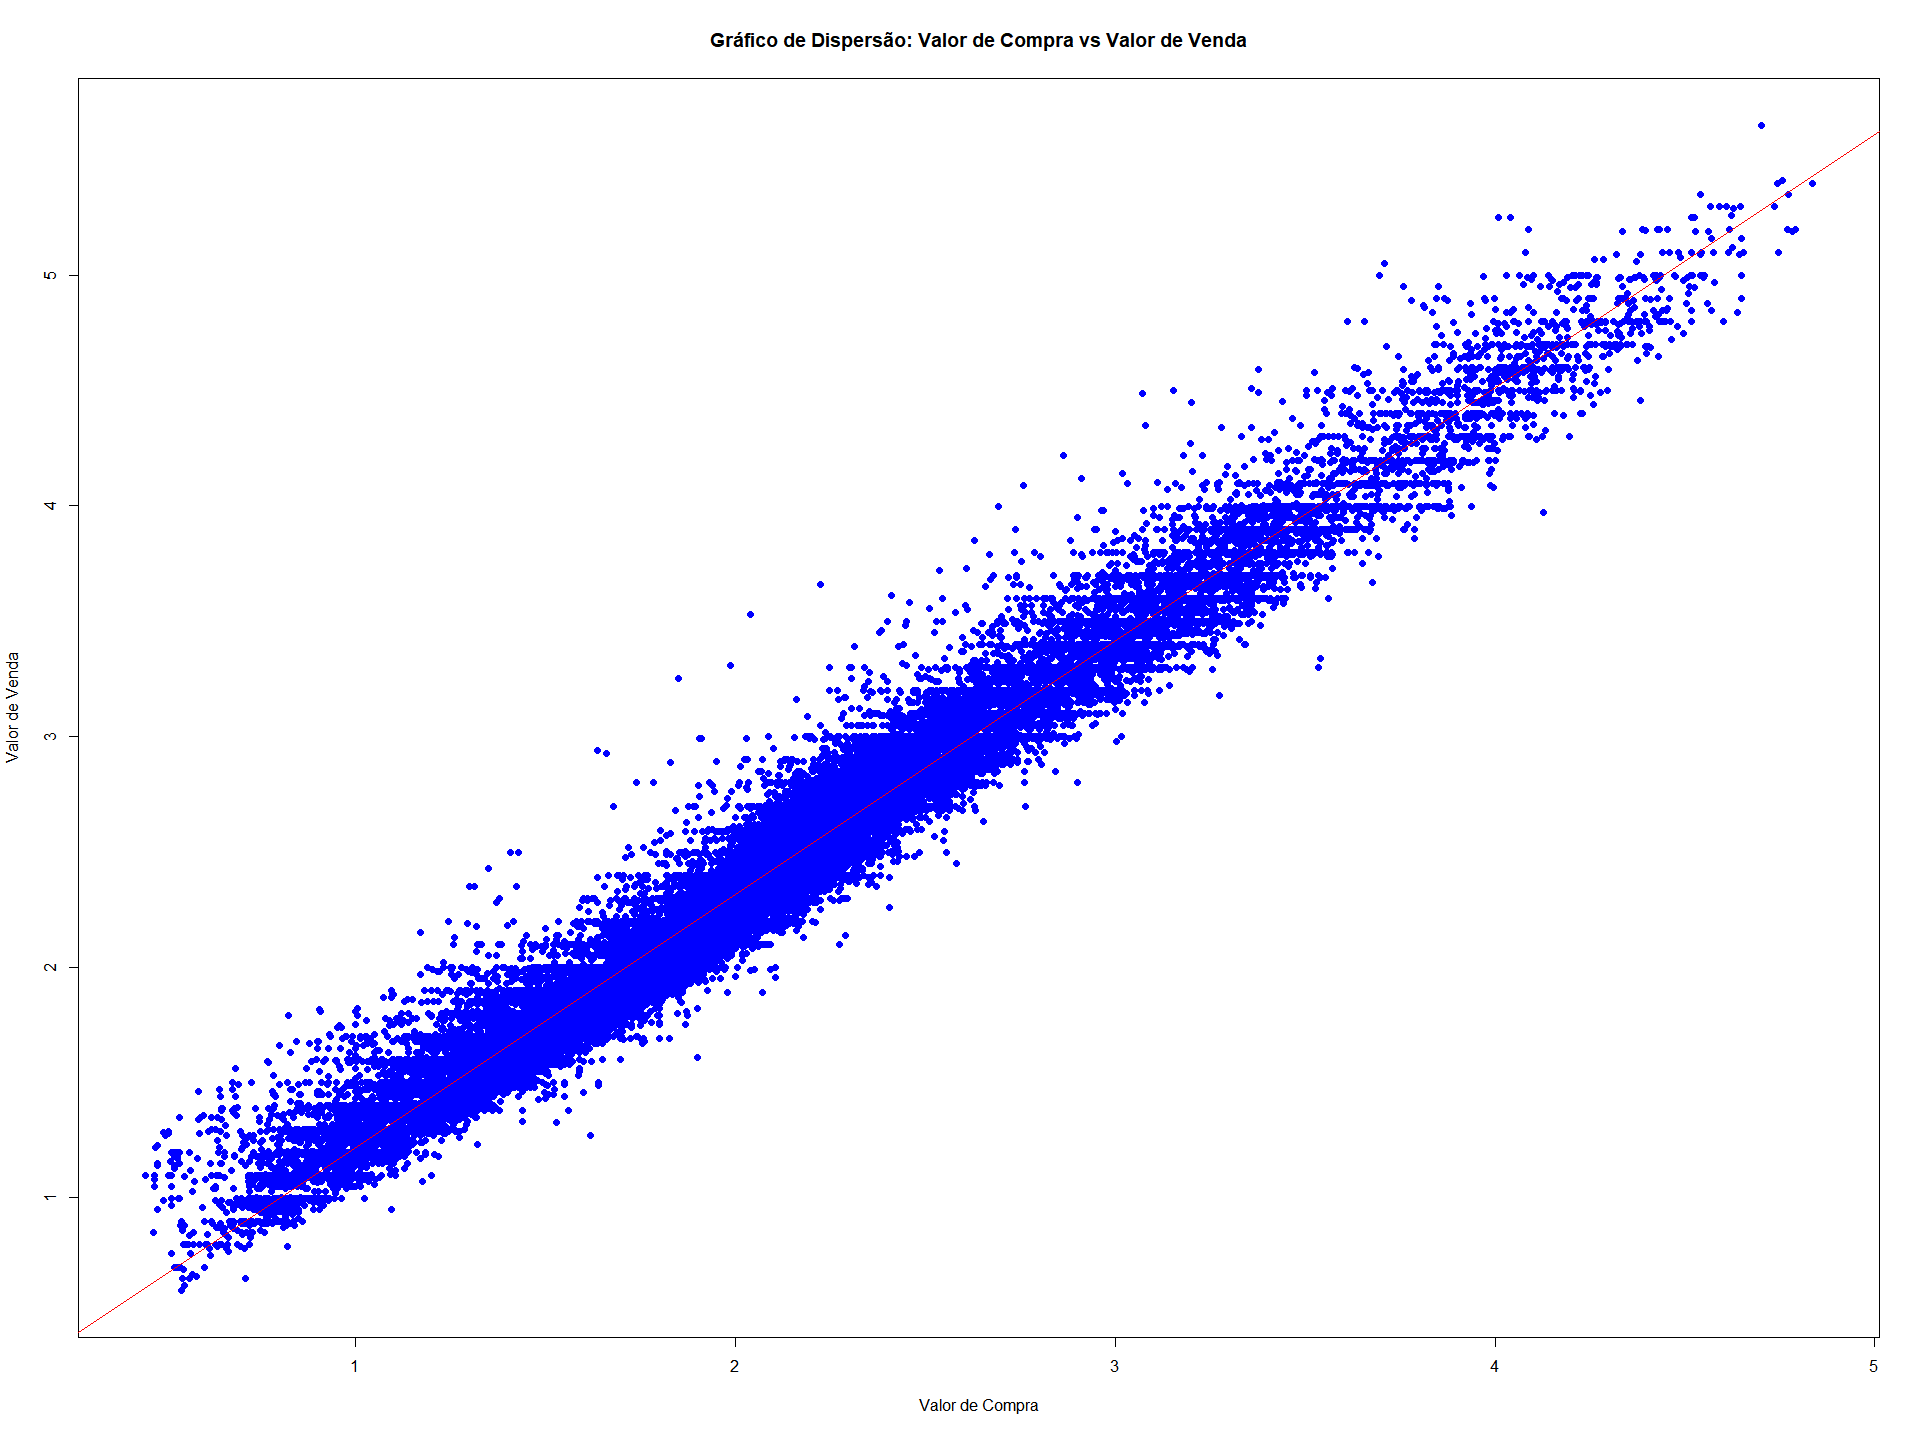 Gráfico de Dispersão: Valor de Compra vs Valor de Venda
Valor de Venda
5
4
3
2
1
1 2 3 4 5
Valor de Compra